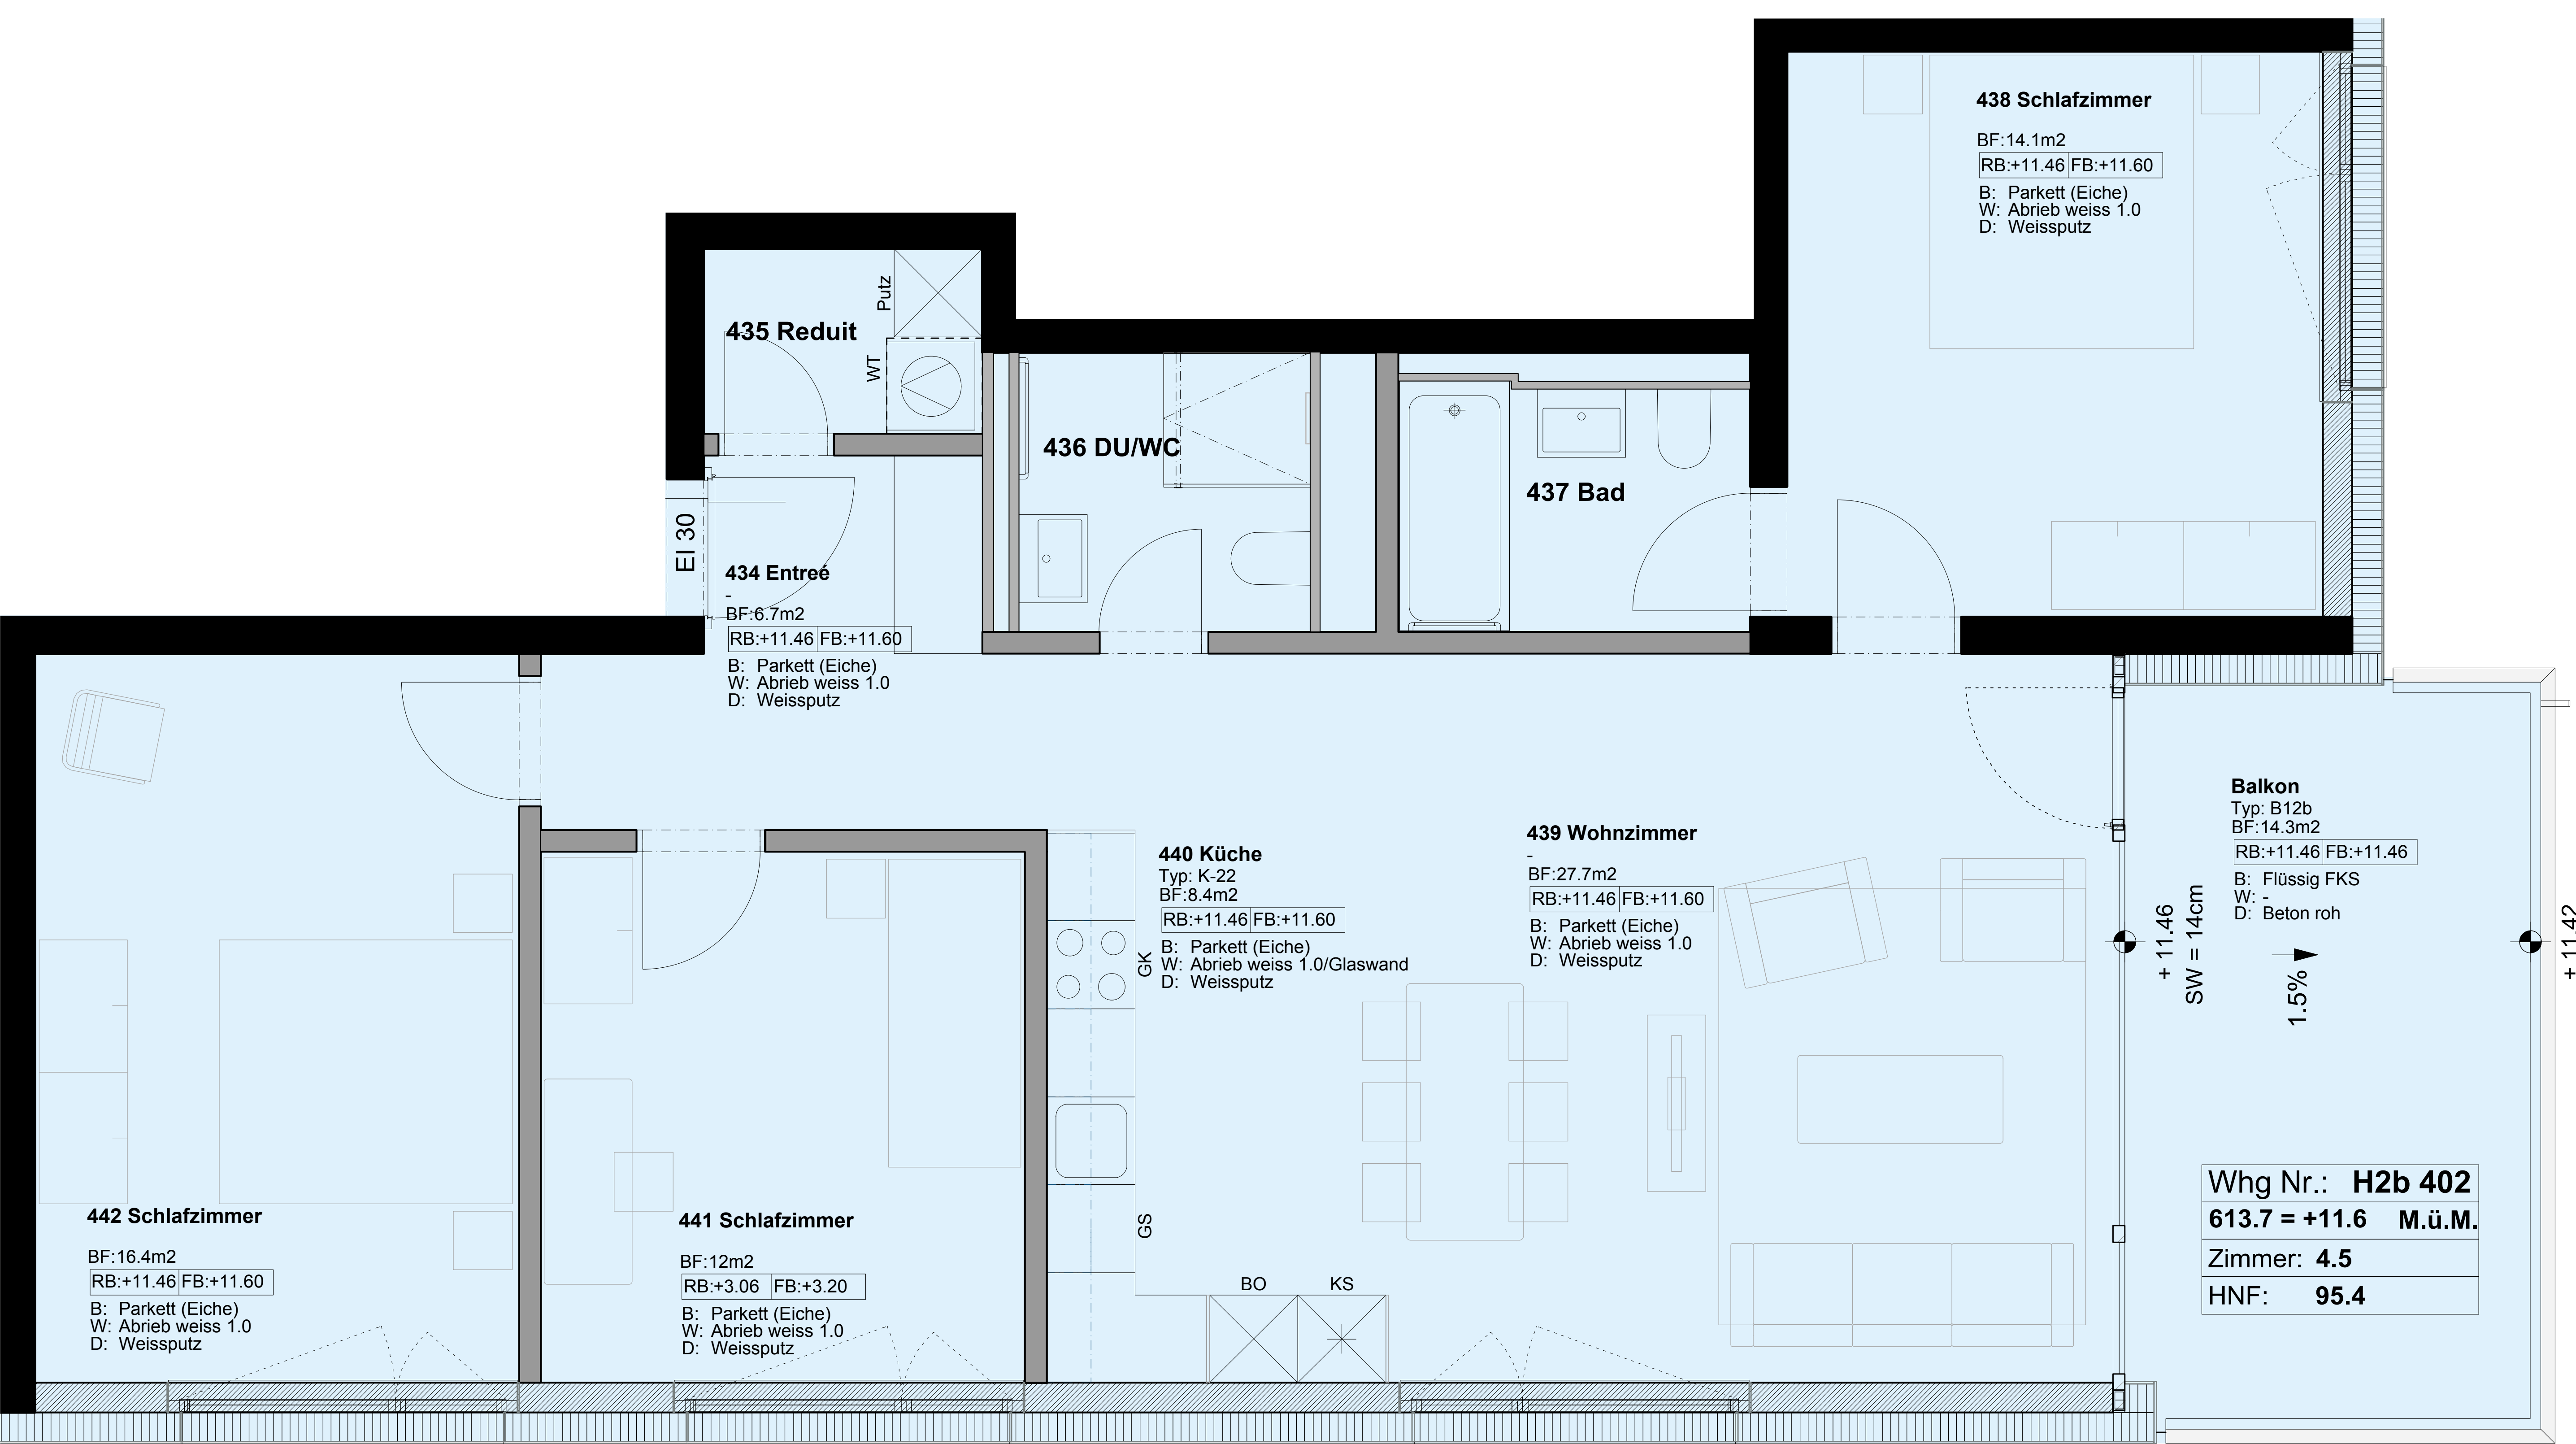 438 Schlafzimmer
BF:14.1m2
RB:+11.46 FB:+11.60
B: Parkett (Eiche)
W: Abrieb weiss 1.0
D: Weissputz
Putz
435 Reduit
WT
436 DU/WC
437 Bad
EI 30
434 Entreé
-
BF:6.7m2
RB:+11.46 FB:+11.60
B: Parkett (Eiche)
W: Abrieb weiss 1.0
D: Weissputz
440 Küche
Typ: K-22
BF:8.4m2
RB:+11.46 FB:+11.60
B: Parkett (Eiche)
W: Abrieb weiss 1.0/Glaswand
D: Weissputz
GK
GS
BO
KS
439 Wohnzimmer
-
BF:27.7m2
RB:+11.46 FB:+11.60
B: Parkett (Eiche)
W: Abrieb weiss 1.0
D: Weissputz
Balkon
Typ: B12b
BF:14.3m2
RB:+11.46 FB:+11.46
B: Flüssig FKS
W: -
D: Beton roh
+ 11.46
SW = 14cm
1.5%
+ 11.42
442 Schlafzimmer
BF:16.4m2
RB:+11.46 FB:+11.60
B: Parkett (Eiche)
W: Abrieb weiss 1.0
D: Weissputz
441 Schlafzimmer
BF:12m2
RB:+3.06 FB:+3.20
B: Parkett (Eiche)
W: Abrieb weiss 1.0
D: Weissputz
Whg Nr.: H2b 402
613.7 = +11.6 M.ü.M.
Zimmer: 4.5
HNF: 95.4